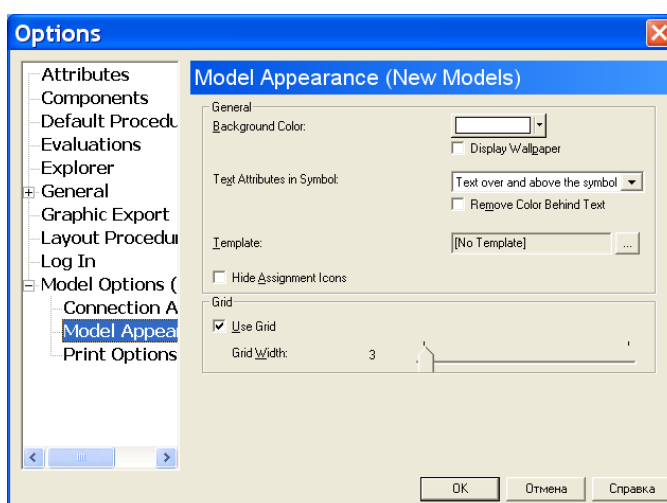 Options
Attributes
Components
Default Procedu
Evaluations
Explorer
General
Graphic Export
Layout Procedur
Log In
Model Options (
Connection A
Model Appear
Print Options
Model Appearance (New Models)
General
Background Color:
Display Wallpaper
Text Attributes in Symbol:
Text over and above the symbol
Remove Color Behind Text
Template:
[No Template]
...
Hide Assignment Icons
Grid
Use Grid
Grid Width:
3
OK
Отмена
Справка